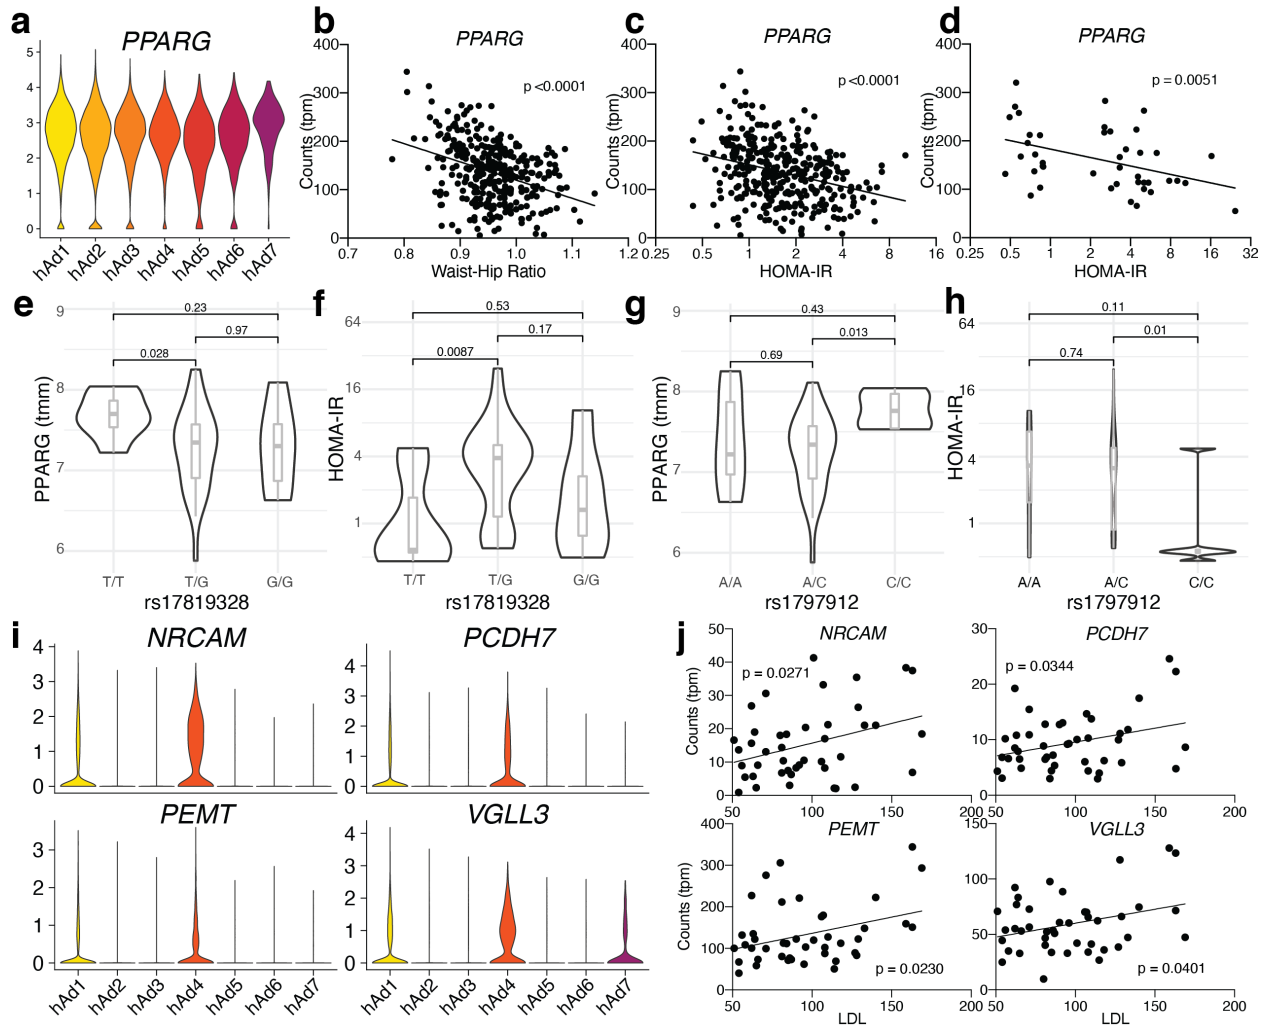 a
PPARG
5
4
3
2
1
0
hAd1
hAd2
hAd3
hAd4
hAd5
hAd6
hAd7
b
PPARG
Counts (tpm)
400
300
200
100
0
p <0.0001
0.7
0.8
0.9
1.0
1.1
1.2
Waist-Hip Ratio
c
PPARG
Counts (tpm)
400
300
200
100
0
p <0.0001
0.25
0.5
1
2
4
8
16
HOMA-IR
d
PPARG
Counts (tpm)
400
300
200
100
0
p = 0.0051
0.25
0.5
1
2
4
8
16
32
HOMA-IR
e
PPARG (tmm)
9
8
7
6
0.23
0.97
0.028
T/T
T/G
G/G
rs17819328
f
HOMA-IR
64
16
4
1
0.53
0.17
0.0087
T/T
T/G
G/G
rs17819328
g
PPARG (tmm)
9
8
7
6
0.43
0.013
0.69
A/A
A/C
C/C
rs1797912
h
HOMA-IR
64
16
4
1
0.11
0.01
0.74
A/A
A/C
C/C
rs1797912
i
NRCAM
4
3
2
1
0
PCDH7
4
3
2
1
0
PEMT
3
2
1
0
hAd1
hAd2
hAd3
hAd4
hAd5
hAd6
hAd7
VGLL3
4
3
2
1
0
hAd1
hAd2
hAd3
hAd4
hAd5
hAd6
hAd7
j
NRCAM
Counts (tpm)
50
40
30
20
10
0
p = 0.0271
50
100
150
200
PCDH7
30
20
10
0
p = 0.0344
50
100
150
200
PEMT
Counts (tpm)
400
300
200
100
0
p = 0.0230
50
100
150
200
LDL
VGLL3
150
100
50
0
p = 0.0401
50
100
150
200
LDL